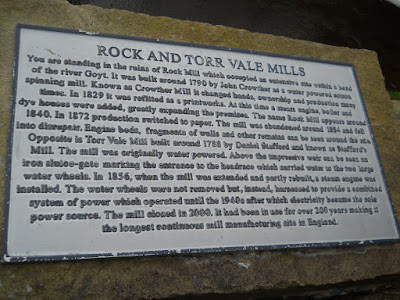 ROCK AND TORR VALE MILLS
You are standing in the ruins of Rock Mill which occupied an extensive site within a bend
of the river Goyt. It was built around 1790 by John Crowther as a water powered cotton
spinning mill. Known as Crowther Mill it changed hands, ownership and production many
times. In 1829 it was refitted as a printworks. At this time a steam engine, boiler and
dye houses were added, greatly expending the premises. The name Rock Mill appears around
1840. In 1872 production switched to paper. The mill was abandoned around 1884 and fell
into disrepair. Engine beds, fragments of walls and other remains can be seen around the site.
Opposite is Torr Vale Mill built around 1788 by Daniel Stafford and known as Stafford's
Mill. The mill was originally water powered. Above the impressive weir can be seen an
iron sluice-gate marking the entrance to the headrace which carried water to the two large
water wheels. In 1856, when the mill was extended and partly rebuilt, a steam engine was
installed. The water wheels were not removed but, instead, harnessed to provide a combined
system of power which operated until the 1940s after which electricity became the sole
power source. The mill closed in 2000. It had been in use for over 200 years making it
the longest continuous mill manufacturing site in England.